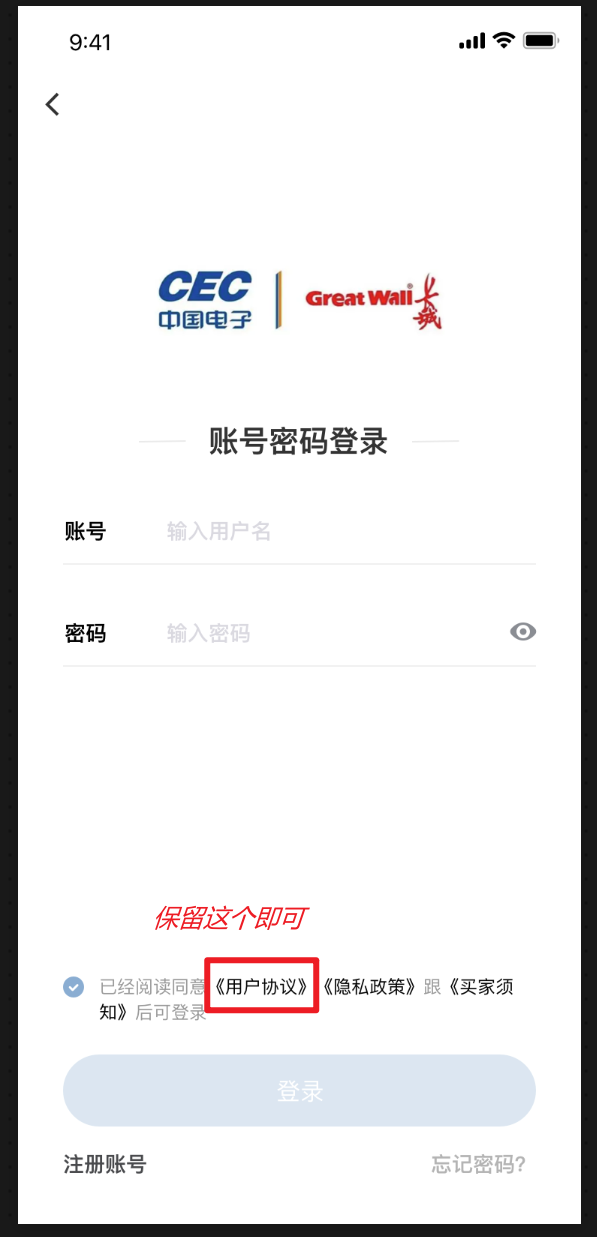 9:41
CEC
中国电子
Great Wall®
长城
账号密码登录
账号 输入用户名
密码 输入密码
保留这个即可
已经阅读同意《用户协议》《隐私政策》跟《买家须
知》后可登录
登录
注册账号 忘记密码?